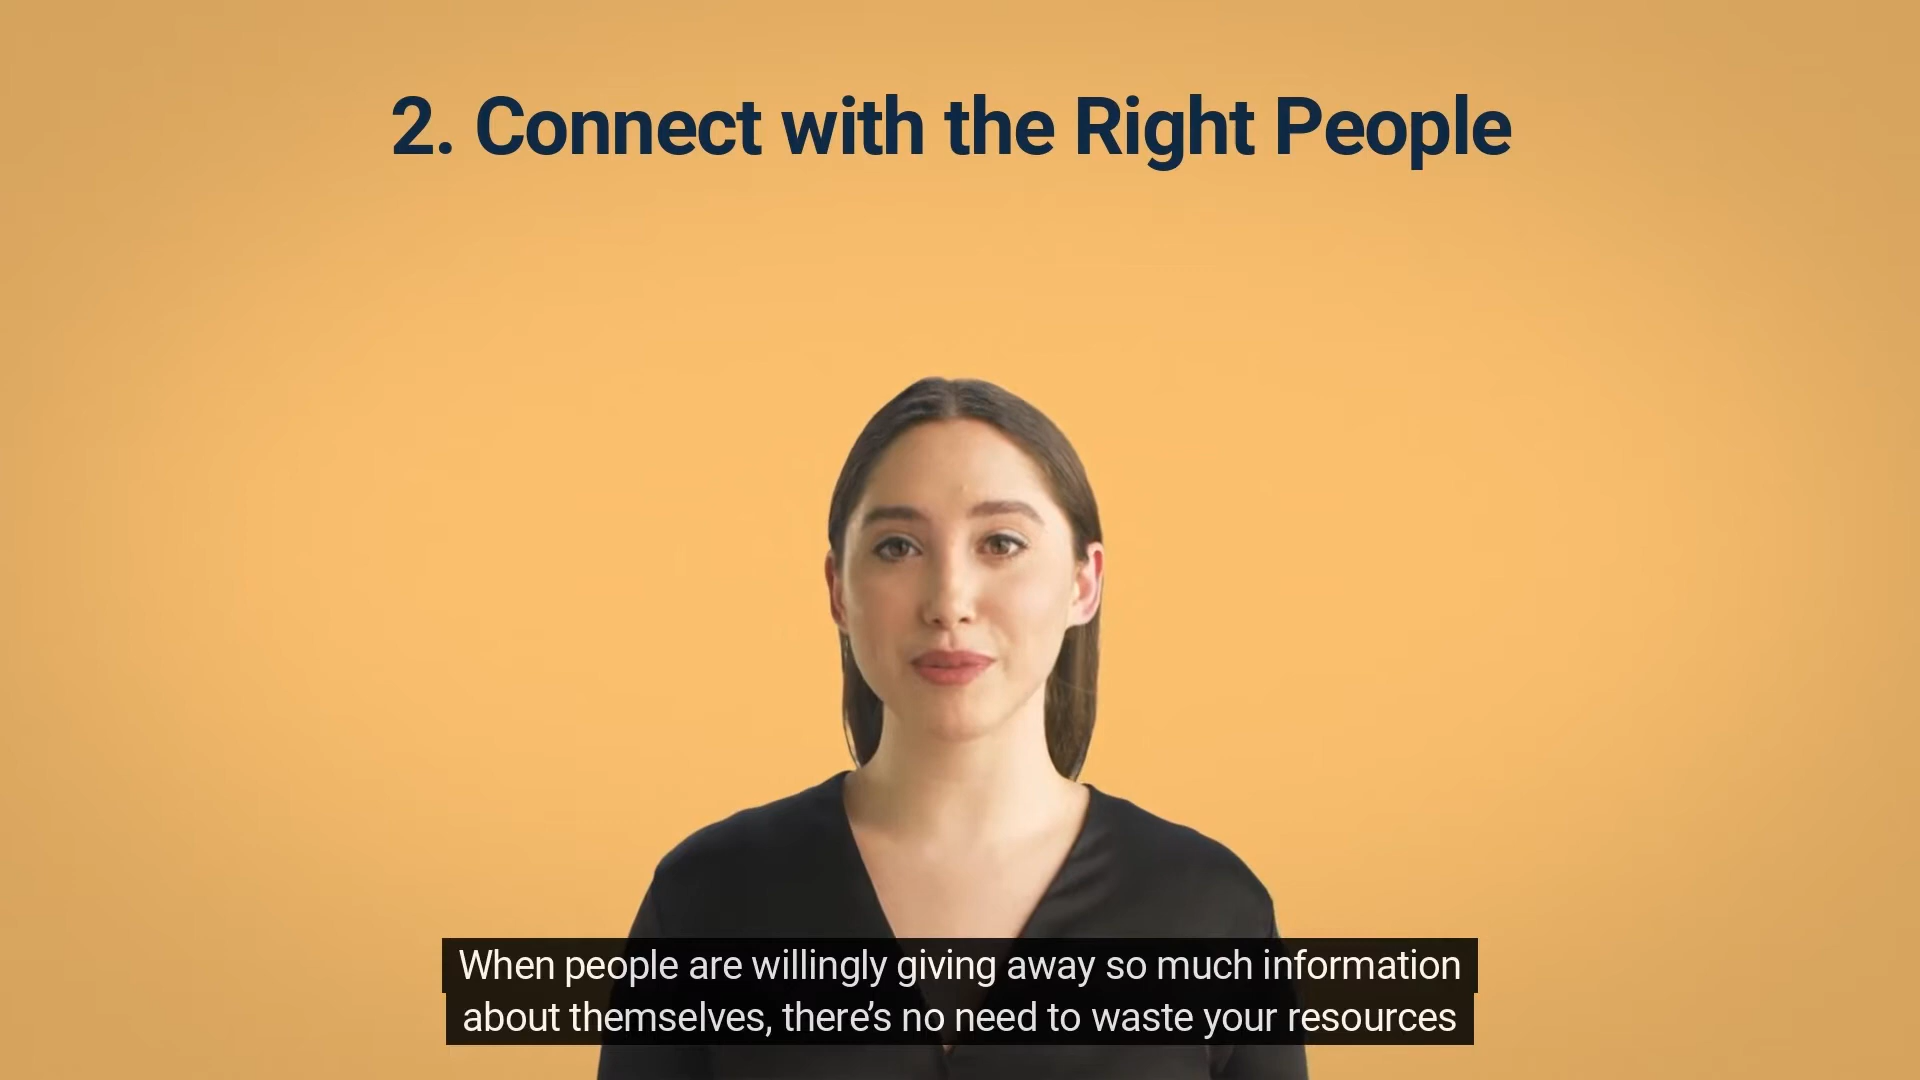 2. Connect with the Right People
When people are willingly giving away so much information
about themselves, there’s no need to waste your resources